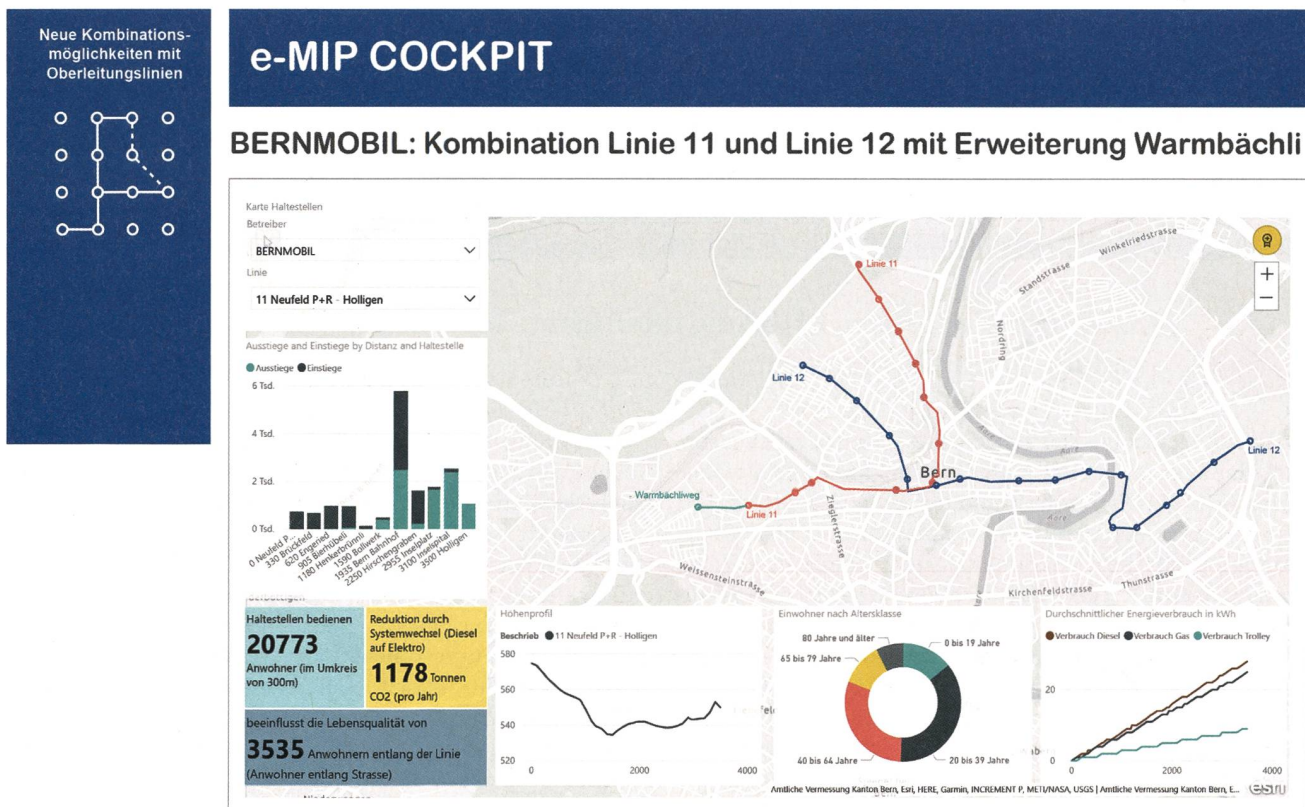 Neue Kombinations-
möglichkeiten mit
Oberleitungslinien
e-MIP COCKPIT
BERNMOBIL: Kombination Linie 11 und Linie 12 mit Erweiterung Warmbächli
Karte Haltestellen
Betreiber
BERNMOBIL
Linie
11 Neufeld P+R - Holligen
Ausstiege and Einstiege by Distanz and Haltestelle
Ausstiege Einstiege
6 Tsd.
4 Tsd.
2 Tsd.
0 Tsd.
0 Neufeld P...
330 Brückfeld
620 Engeried
905 Bierhübeli
1180 Henkerbrünnli
1590 Bollwerk
1935 Bern Bahnhof
2250 Hirschengraben
2955 Inselplatz
3100 Inselspital
3500 Holligen
Linie 11
Linie 12
Bern
Linie 12
Warmbächliweg
Linie 11
Winkelriedstrasse
Standstrasse
Nordring
Aare
Aare
Aare
Aare
Zieglerstrasse
Weissensteinstrasse
Kirchenfeldstrasse
Thunstrasse
Haltestellen bedienen
20773
Anwohner (im Umkreis
von 300m)
Reduktion durch
Systemwechsel (Diesel
auf Elektro)
1178 Tonnen
CO2 (pro Jahr)
beeinflusst die Lebensqualität von
3535 Anwohnern entlang der Linie
(Anwohner entlang Strasse)
Höhenprofil
Beschrieb 11 Neufeld P+R - Holligen
580
560
540
520
0 2000 4000
Einwohner nach Altersklasse
80 Jahre und älter
0 bis 19 Jahre
65 bis 79 Jahre
40 bis 64 Jahre
20 bis 39 Jahre
Durchschnittlicher Energieverbrauch in kWh
Verbrauch Diesel Verbrauch Gas Verbrauch Trolley
20
0
0 2000 4000
Amtliche Vermessung Kanton Bern, Esri, HERE, Garmin, INCREMENT P, METI/NASA, USGS | Amtliche Vermessung Kanton Bern, E...
esri